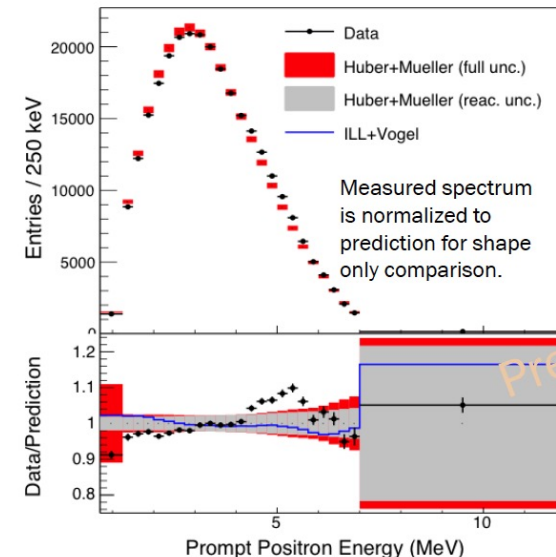 20000
15000
10000
5000
0
Entries / 250 keV
Data
Huber+Mueller (full unc.)
Huber+Mueller (reac. unc.)
ILL+Vogel
Measured spectrum
is normalized to
prediction for shape
only comparison.
1.2
1.1
1
0.9
0.8
Data/Prediction
Pre
5
10
Prompt Positron Energy (MeV)